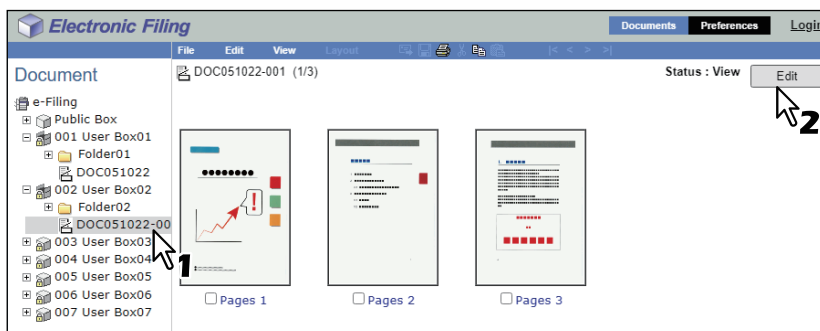 Electronic Filing
Documents Preferences Login
File Edit View Layout |< < > >|
Document
DOC051022-001 (1/3)
Status : View
Edit
e-Filing
Public Box
001 User Box01
Folder01
DOC051022
002 User Box02
Folder02
DOC051022-00
003 User Box03
004 User Box04
005 User Box05
006 User Box06
007 User Box07
1
2
!
Pages 1
Pages 2
Pages 3